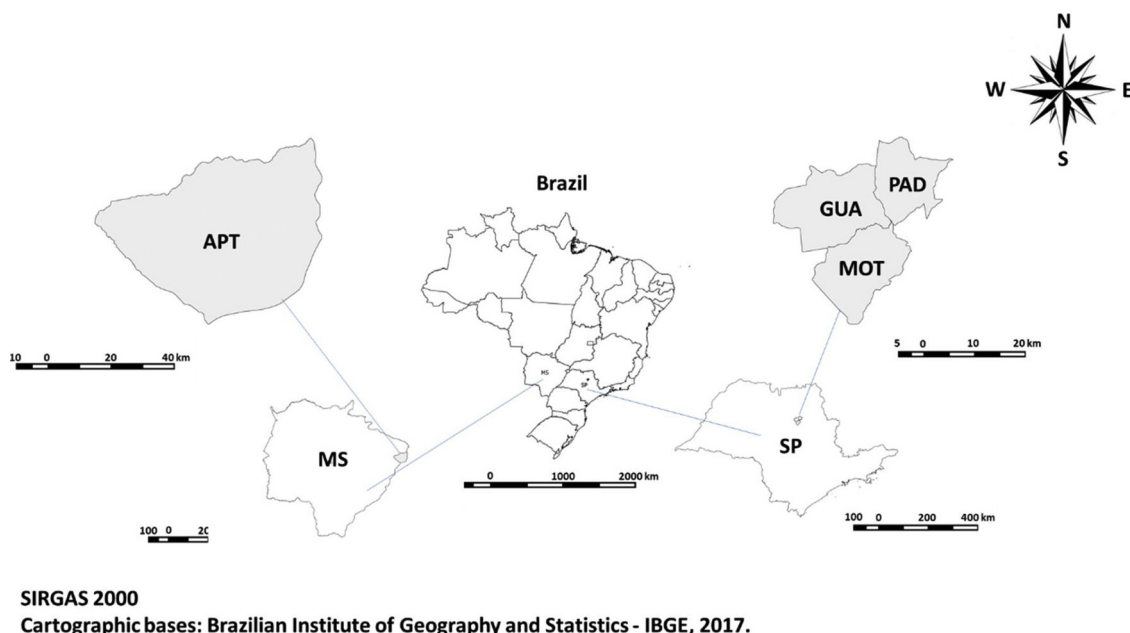 N
W
E
S
Brazil
APT
GUA
PAD
MOT
10 0 20 40 km
5 0 10 20 km
MS
SP
MS
SP
0 1000 2000 km
100 0 20
100 0 200 400 km
SIRGAS 2000
Cartographic bases: Brazilian Institute of Geography and Statistics - IBGE, 2017.